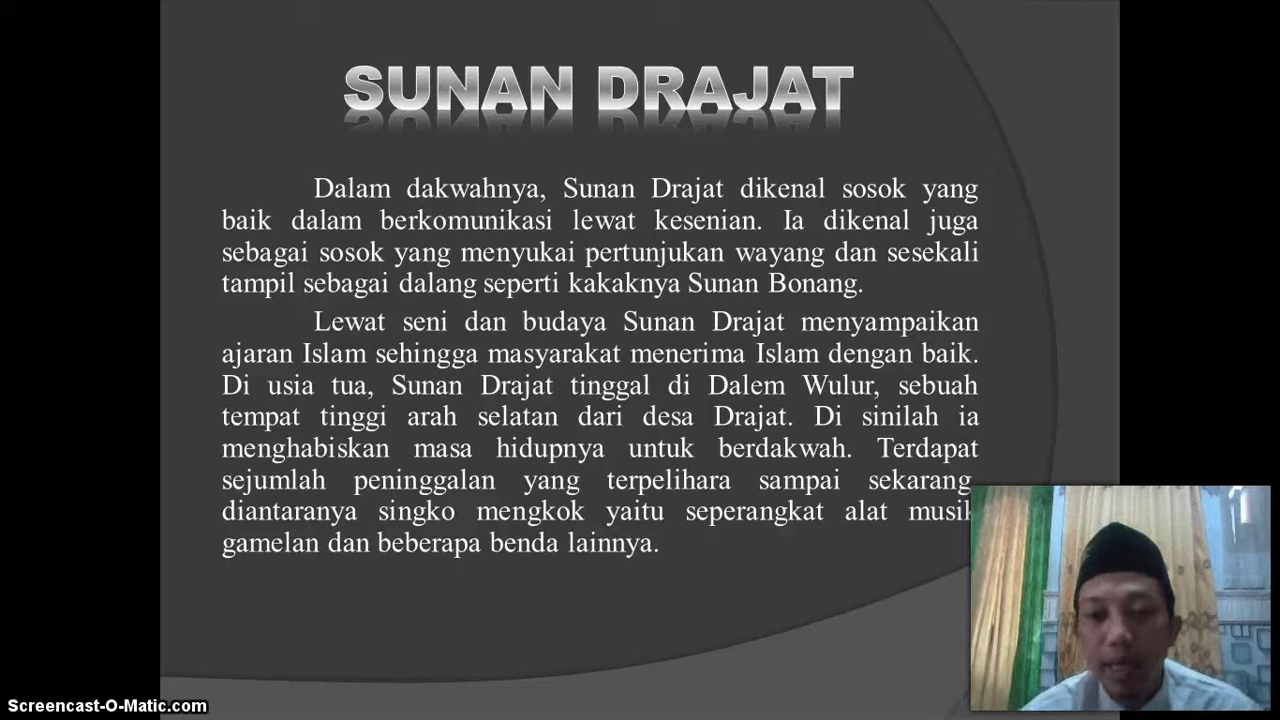 SUNAN DRAJAT
Dalam dakwahnya, Sunan Drajat dikenal sosok yang
baik dalam berkomunikasi lewat kesenian. Ia dikenal juga
sebagai sosok yang menyukai pertunjukan wayang dan sesekali
tampil sebagai dalang seperti kakaknya Sunan Bonang.
Lewat seni dan budaya Sunan Drajat menyampaikan
ajaran Islam sehingga masyarakat menerima Islam dengan baik.
Di usia tua, Sunan Drajat tinggal di Dalem Wulur, sebuah
tempat tinggi arah selatan dari desa Drajat. Di sinilah ia
menghabiskan masa hidupnya untuk berdakwah. Terdapat
sejumlah peninggalan yang terpelihara sampai sekarang
diantaranya singko mengkok yaitu seperangkat alat musik
gamelan dan beberapa benda lainnya.
Screencast-O-Matic.com